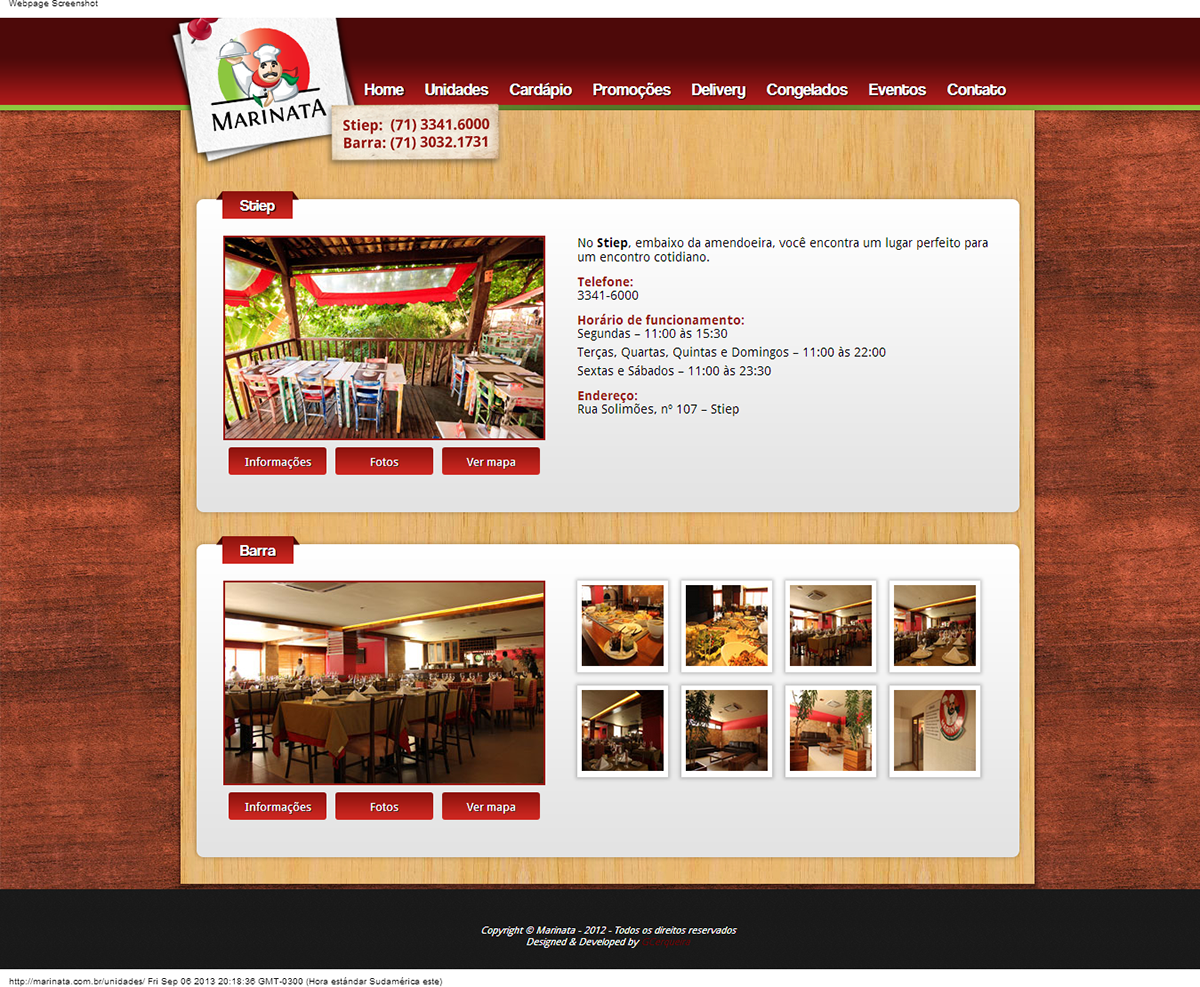 Webpage Screenshot
MARINATA
Home Unidades Cardápio Promoções Delivery Congelados Eventos Contato
Stiep: (71) 3341.6000
Barra: (71) 3032.1731
Stiep
No Stiep, embaixo da amendoeira, você encontra um lugar perfeito para
um encontro cotidiano.
Telefone:
3341-6000
Horário de funcionamento:
Segundas – 11:00 às 15:30
Terças, Quartas, Quintas e Domingos – 11:00 às 22:00
Sextas e Sábados – 11:00 às 23:30
Endereço:
Rua Solimões, nº 107 – Stiep
Informações Fotos Ver mapa
Barra
Informações Fotos Ver mapa
Copyright © Marinata - 2012 - Todos os direitos reservados
Designed & Developed by
http://marinata.com.br/unidades/ Fri Sep 06 2013 20:18:36 GMT-0300 (Hora estándar Sudamérica este)